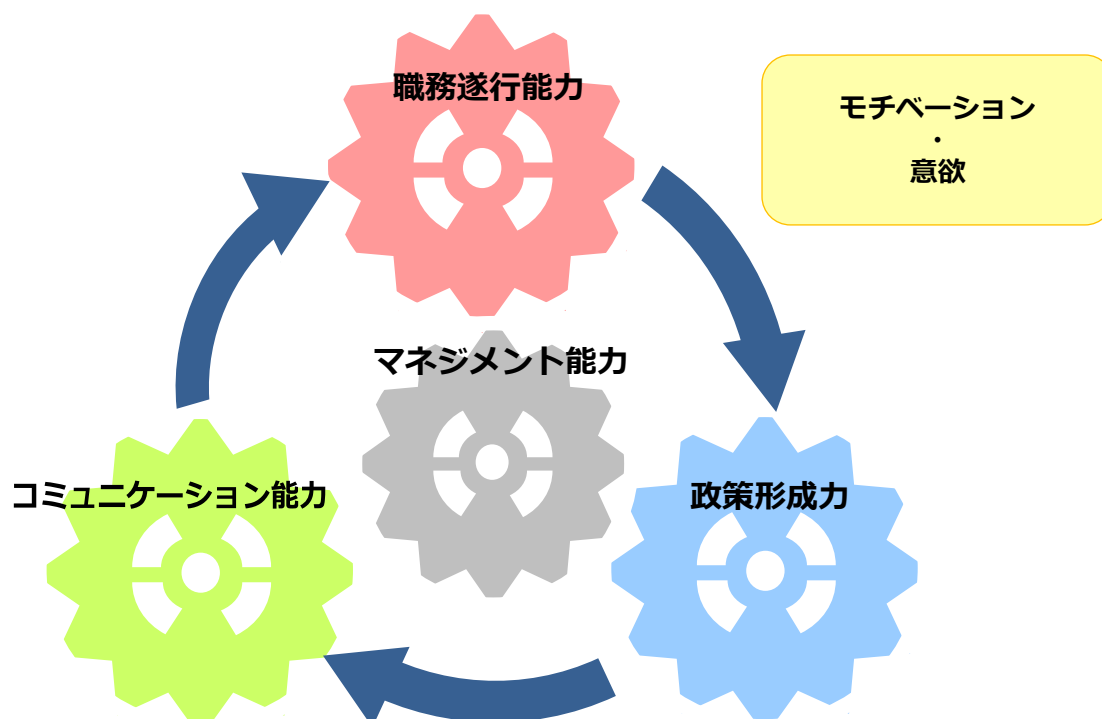 職務遂行能力
モチベーション
・
意欲
マネジメント能力
コミュニケーション能力
政策形成力